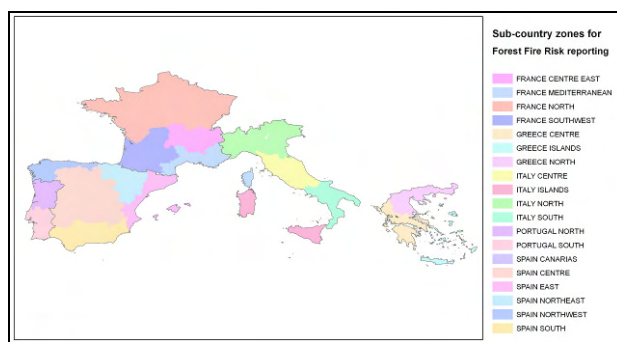 Sub-country zones for
Forest Fire Risk reporting
FRANCE CENTRE EAST
FRANCE MEDITERRANEAN
FRANCE NORTH
FRANCE SOUTHWEST
GREECE CENTRE
GREECE ISLANDS
GREECE NORTH
ITALY CENTRE
ITALY ISLANDS
ITALY NORTH
ITALY SOUTH
PORTUGAL NORTH
PORTUGAL SOUTH
SPAIN CANARIAS
SPAIN CENTRE
SPAIN EAST
SPAIN NORTHEAST
SPAIN NORTHWEST
SPAIN SOUTH